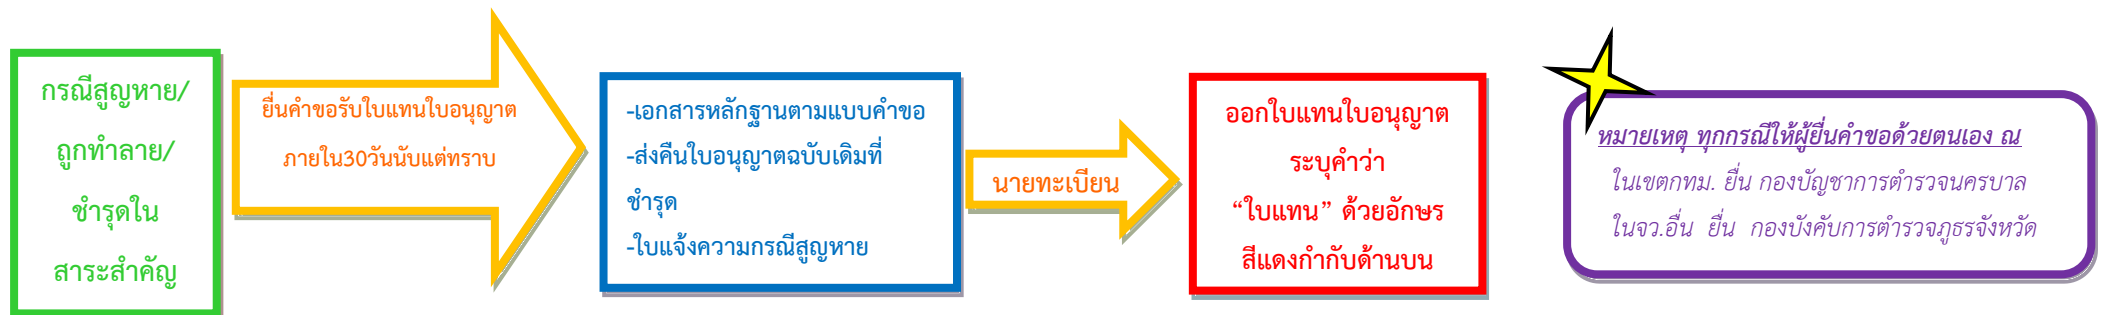 กรณีสูญหาย/
ถูกทำลาย/
ชำรุดใน
สาระสำคัญ
ยื่นคำขอรับใบแทนใบอนุญาต
ภายใน30วันนับแต่ทราบ
-เอกสารหลักฐานตามแบบคำขอ
-ส่งคืนใบอนุญาตฉบับเดิมที่
ชำรุด
-ใบแจ้งความกรณีสูญหาย
นายทะเบียน
ออกใบแทนใบอนุญาต
ระบุคำว่า
“ใบแทน” ด้วยอักษร
สีแดงกำกับด้านบน
หมายเหตุ ทุกกรณีให้ผู้ยื่นคำขอด้วยตนเอง ณ
ในเขตกทม. ยื่น กองบัญชาการตำรวจนครบาล
ในจว.อื่น ยื่น กองบังคับการตำรวจภูธรจังหวัด